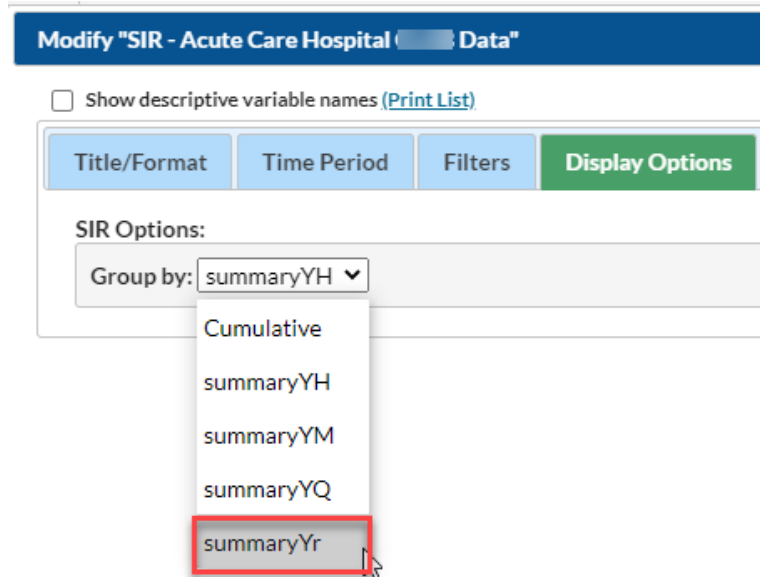 Modify "SIR - Acute Care Hospital Data"
Show descriptive variable names (Print List)
Title/Format Time Period Filters Display Options
SIR Options:
Group by: summaryYH
Cumulative
summaryYH
summaryYM
summaryYQ
summaryYr